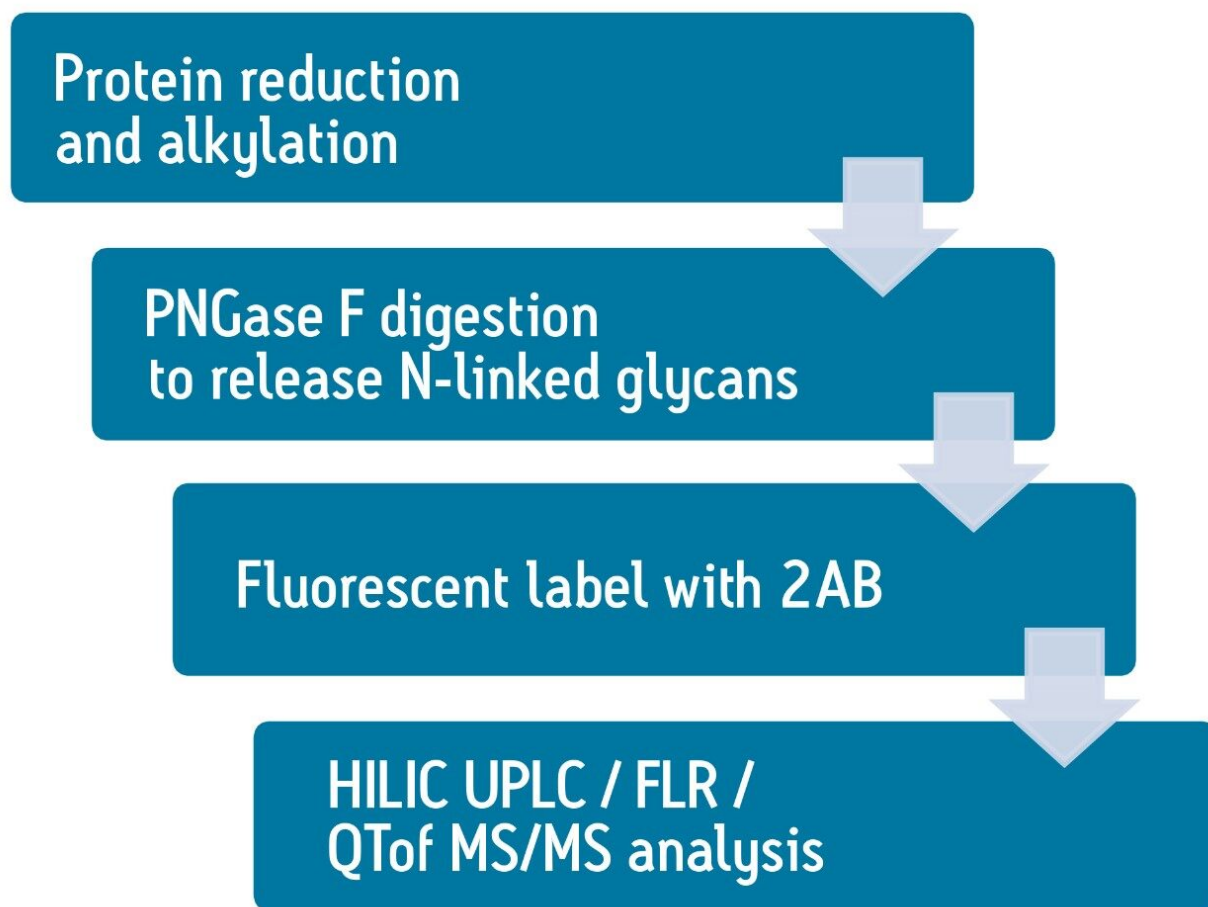 Protein reduction
and alkylation
PNGase F digestion
to release N-linked glycans
Fluorescent label with 2AB
HILIC UPLC / FLR /
QTof MS/MS analysis